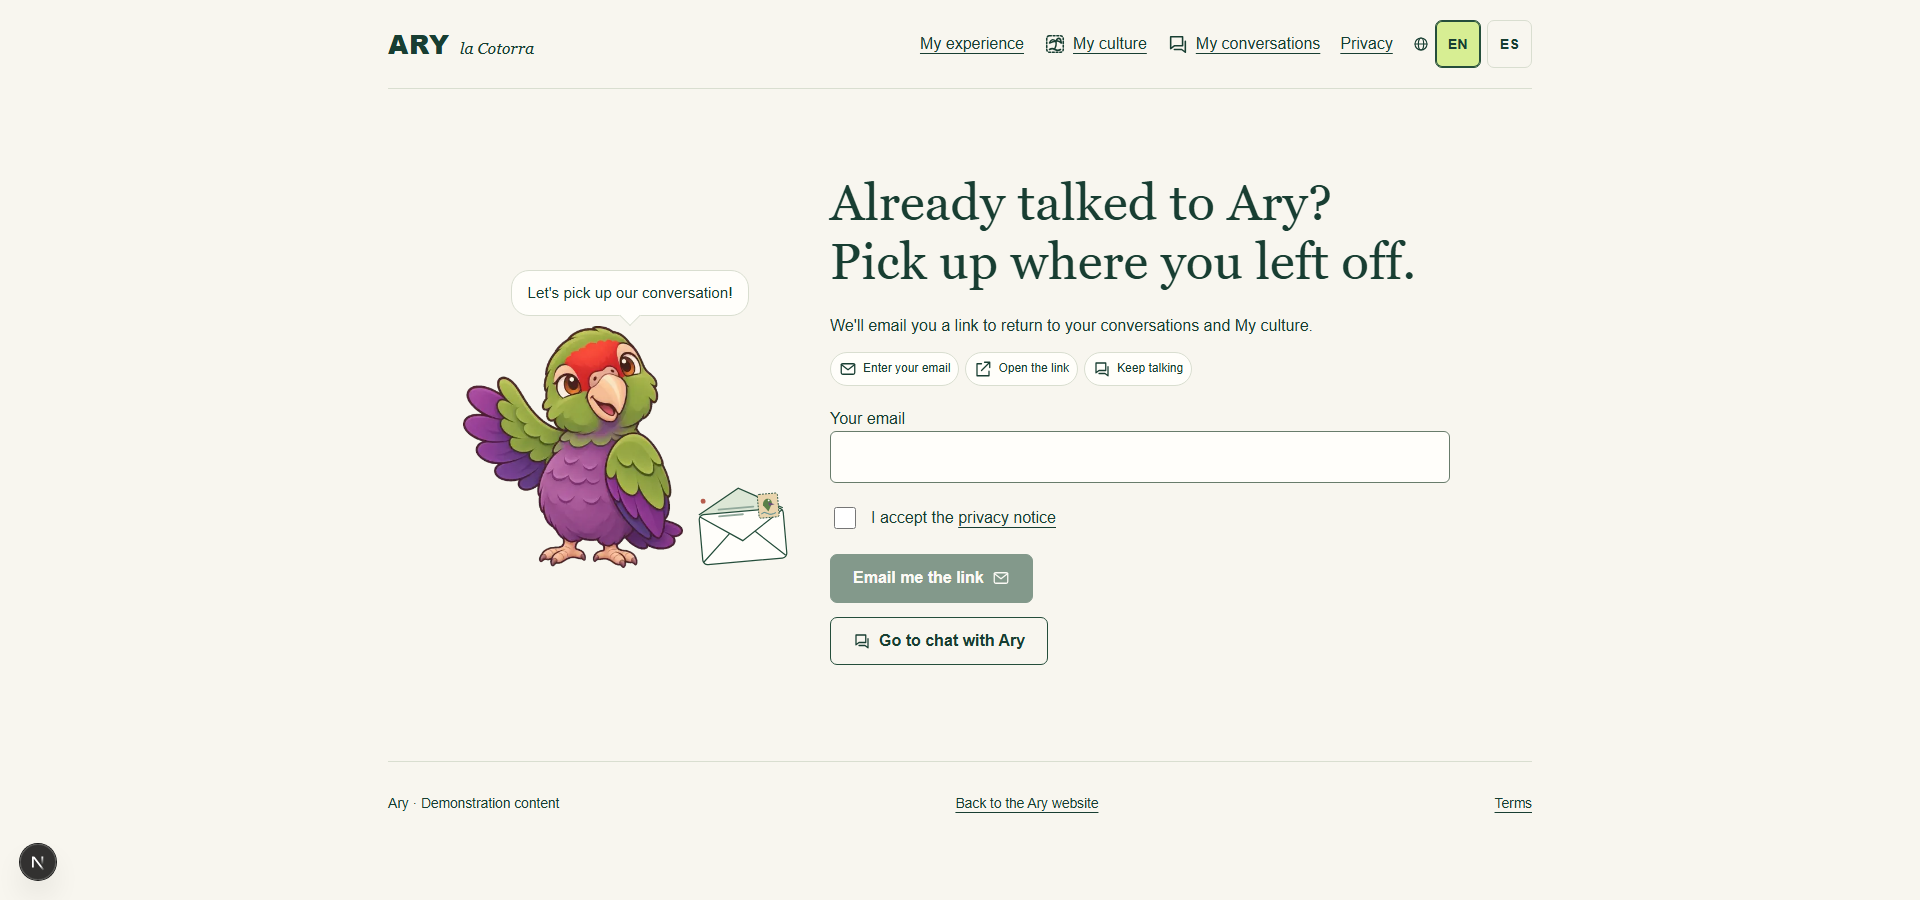 ARY la Cotorra
My experience My culture My conversations Privacy EN ES
Already talked to Ary?
Pick up where you left off.
Let's pick up our conversation!
We'll email you a link to return to your conversations and My culture.
Enter your email Open the link Keep talking
Your email
I accept the privacy notice
Email me the link
Go to chat with Ary
Ary · Demonstration content Back to the Ary website Terms
N